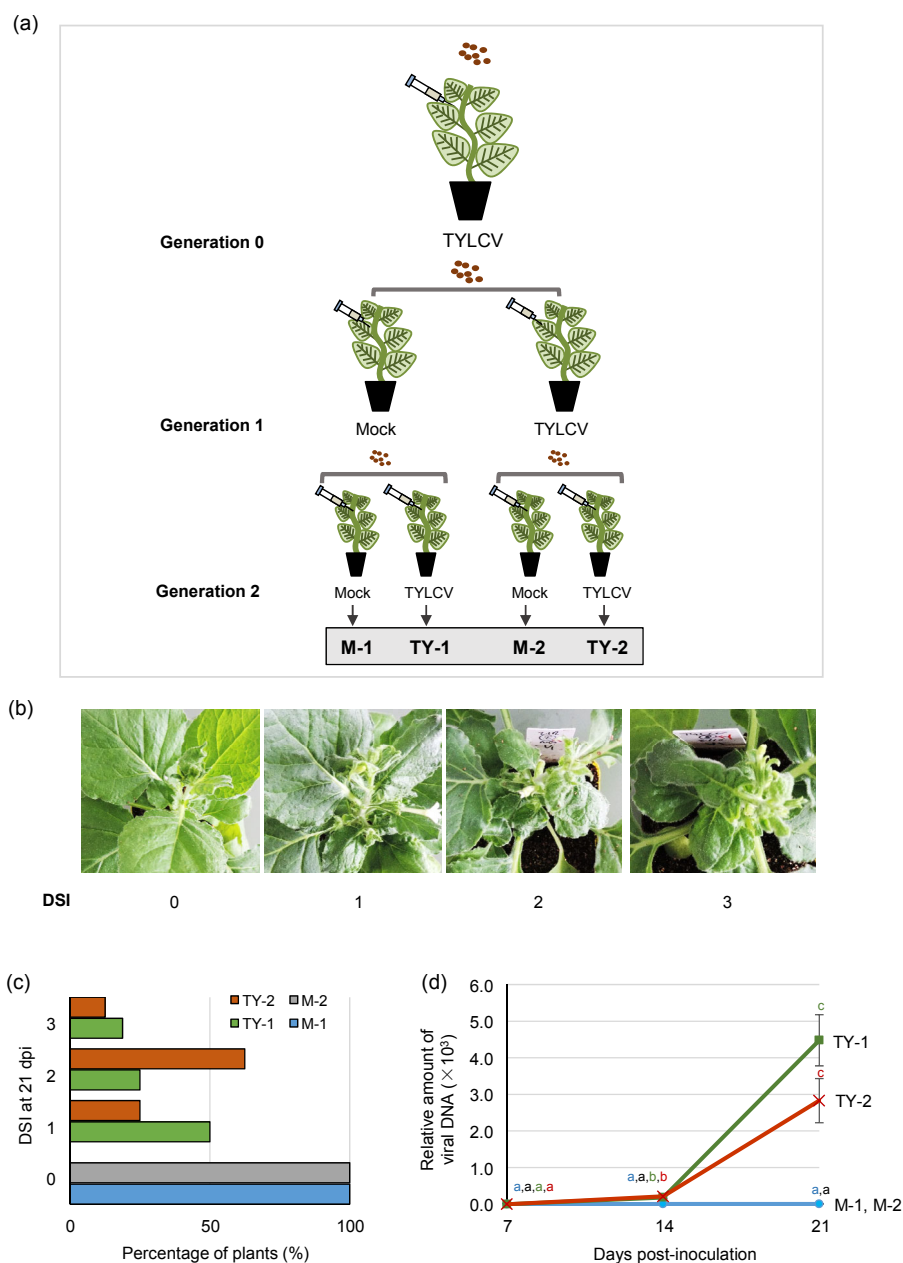 (a)
TYLCV
Generation 0
Mock
TYLCV
Generation 1
Mock
TYLCV
Mock
TYLCV
Generation 2
M-1
TY-1
M-2
TY-2
(b)
DSI
0
1
2
3
(c)
TY-2
M-2
TY-1
M-1
3
2
1
0
DSI at 21 dpi
0
50
100
Percentage of plants (%)
(d)
6.0
5.0
4.0
3.0
2.0
1.0
0.0
Relative amount of
viral DNA (×10³)
c
TY-1
c
TY-2
a,a,a,a
a,a,b,b
a,a
M-1, M-2
7
14
21
Days post-inoculation